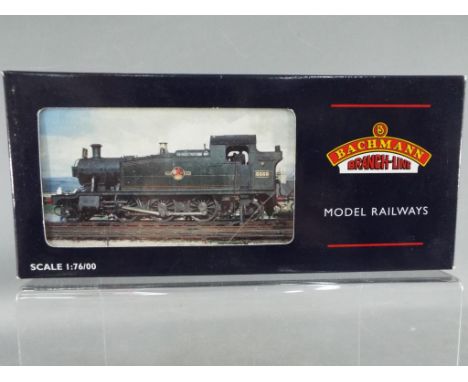 BACHMANN
BRANCH-LINE
MODEL RAILWAYS
SCALE 1:76/00